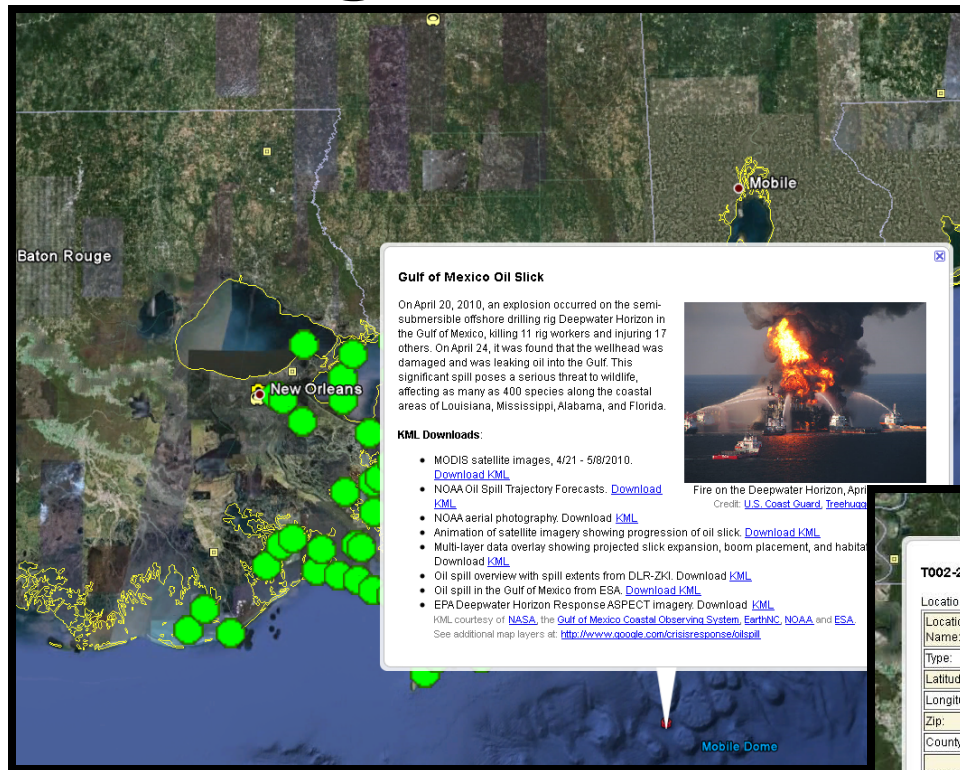 Mobile
Baton Rouge
Gulf of Mexico Oil Slick
On April 20, 2010, an explosion occurred on the semi-
submersible offshore drilling rig Deepwater Horizon in
the Gulf of Mexico, killing 11 rig workers and injuring 17
others. On April 24, it was found that the wellhead was
damaged and was leaking oil into the Gulf. This
significant spill poses a serious threat to wildlife,
affecting as many as 400 species along the coastal
areas of Louisiana, Mississippi, Alabama, and Florida.
New Orleans
KML Downloads:
MODIS satellite images, 4/21 - 5/8/2010.
Download KML
NOAA Oil Spill Trajectory Forecasts. Download
KML
NOAA aerial photography. Download KML
Animation of satellite imagery showing progression of oil slick. Download KML
Multi-layer data overlay showing projected slick expansion, boom placement, and
Download KML
Oil spill overview with spill extents from DLR-ZKI. Download KML
Oil spill in the Gulf of Mexico from ESA. Download KML
EPA Deepwater Horizon Response ASPECT imagery. Download KML
KML courtesy of NASA, the Gulf of Mexico Coastal Observing System, EarthNC, NOAA and ESA.
See additional map layers at: http://www.google.com/crisisresponse/oilspill
Fire on the Deepwater Horizon,
Credit: U.S. Coast Guard,
Mobile Dome
Name:
Type:
Zip: